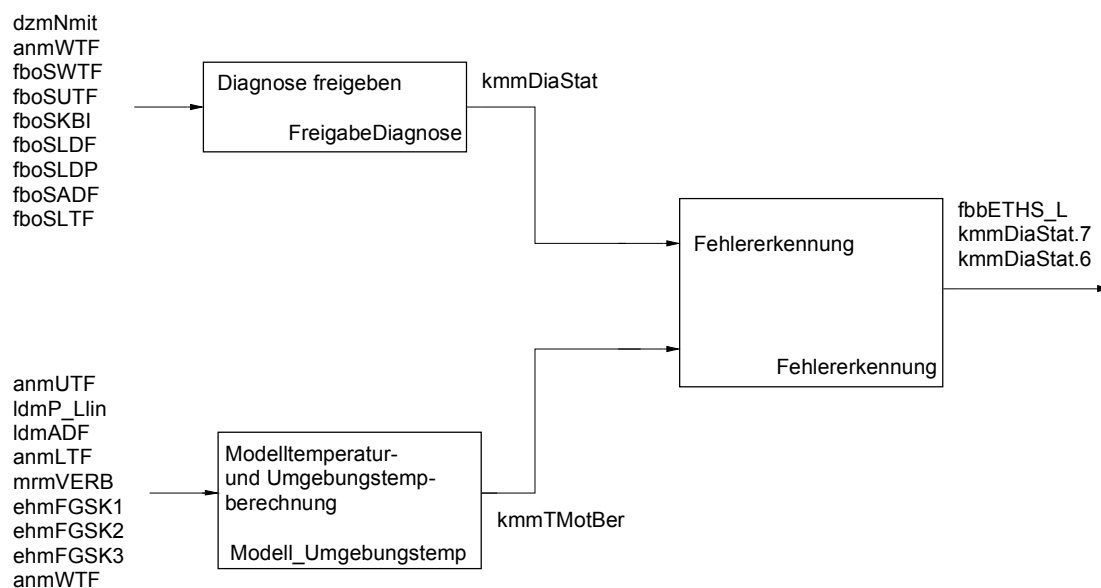 dzmNmit
anmWTF
fboSWTF
fboSUTF
fboSKBI
fboSLDF
fboSLDP
fboSADF
fboSLTF
Diagnose freigeben
FreigabeDiagnose
kmmDiaStat
Fehlererkennung
Fehlererkennung
fbbETHS_L
kmmDiaStat.7
kmmDiaStat.6
anmUTF
ldmP_Llin
ldmADF
anmLTF
mrmVERB
ehmFGSK1
ehmFGSK2
ehmFGSK3
anmWTF
Modelltemperatur-
und Umgebungstemp-
berechnung
Modell_Umgebungstemp
kmmTMotBer